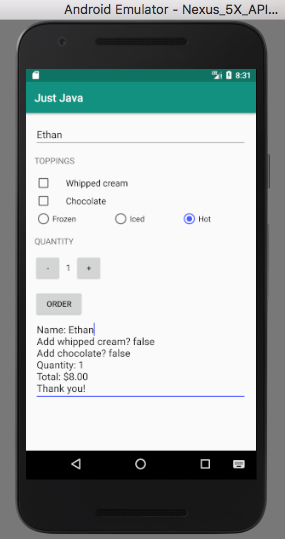 Android Emulator - Nexus_5X_API...
8:31
Just Java
Ethan
TOPPINGS
Whipped cream
Chocolate
Frozen Iced Hot
QUANTITY
- 1 +
ORDER
Name: Ethan
Add whipped cream? false
Add chocolate? false
Quantity: 1
Total: $8.00
Thank you!